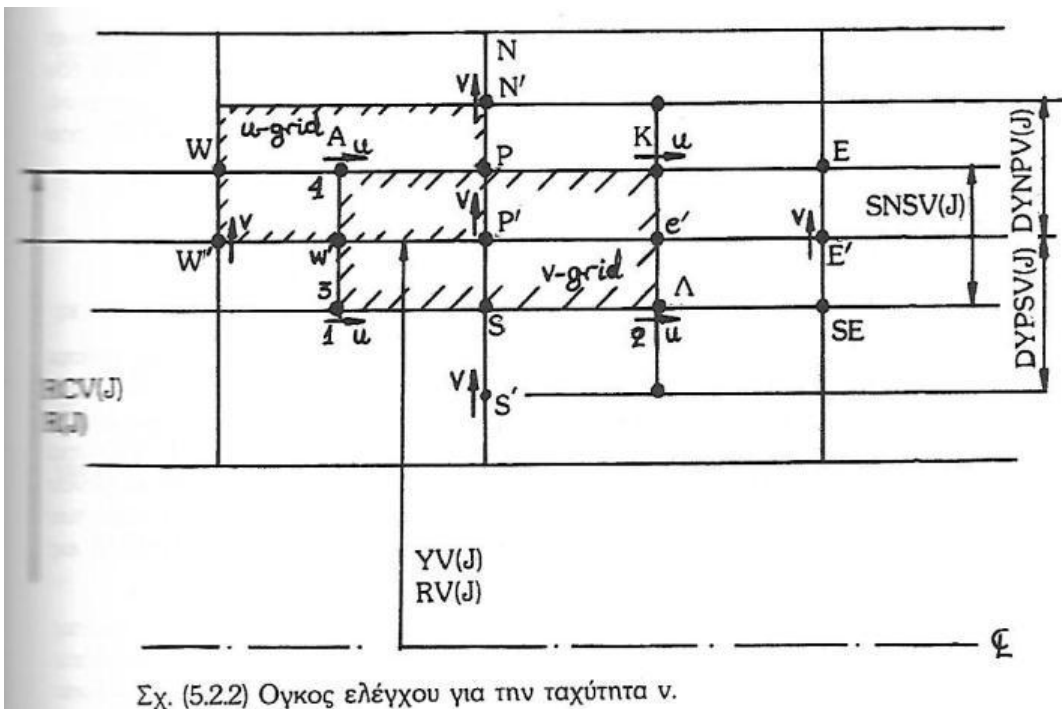 N
v N′
u-grid
W A u P K u E
4
v v v
W″ w′ P′ e′ E′
SNSV(J)
DYNPV(J)
v-grid
3 S Λ SE
1 u 2 u
DYPSV(J)
v S′
RCV(J)
R(J)
YV(J)
RV(J)
℄
Σχ. (5.2.2) Ογκος ελέγχου για την ταχύτητα v.